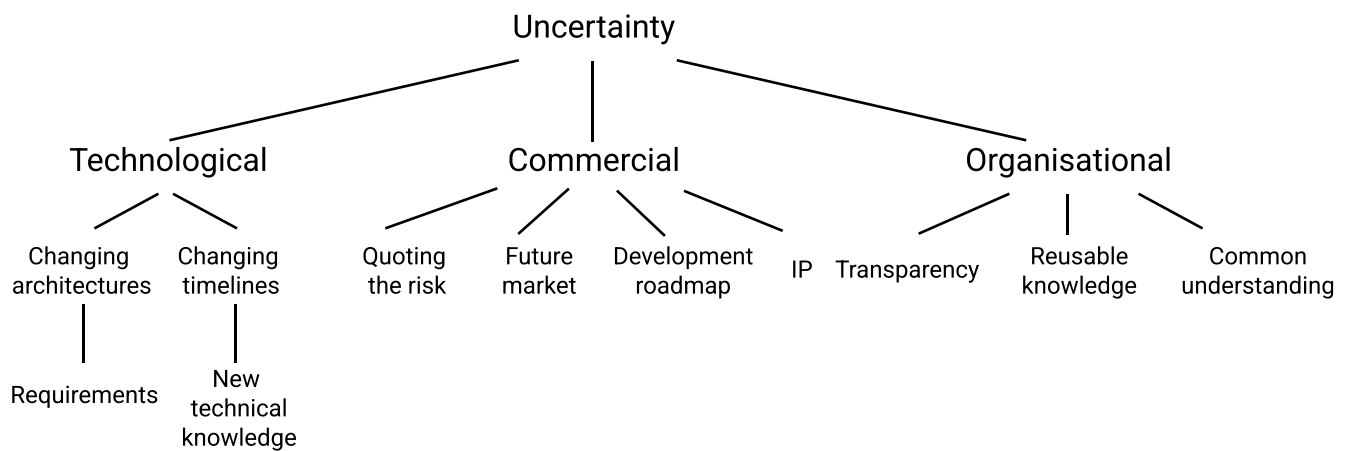 Uncertainty
Technological
Commercial
Organisational
Changing
architectures
Changing
timelines
Quoting
the risk
Future
market
Development
roadmap
IP
Transparency
Reusable
knowledge
Common
understanding
Requirements
New
technical
knowledge